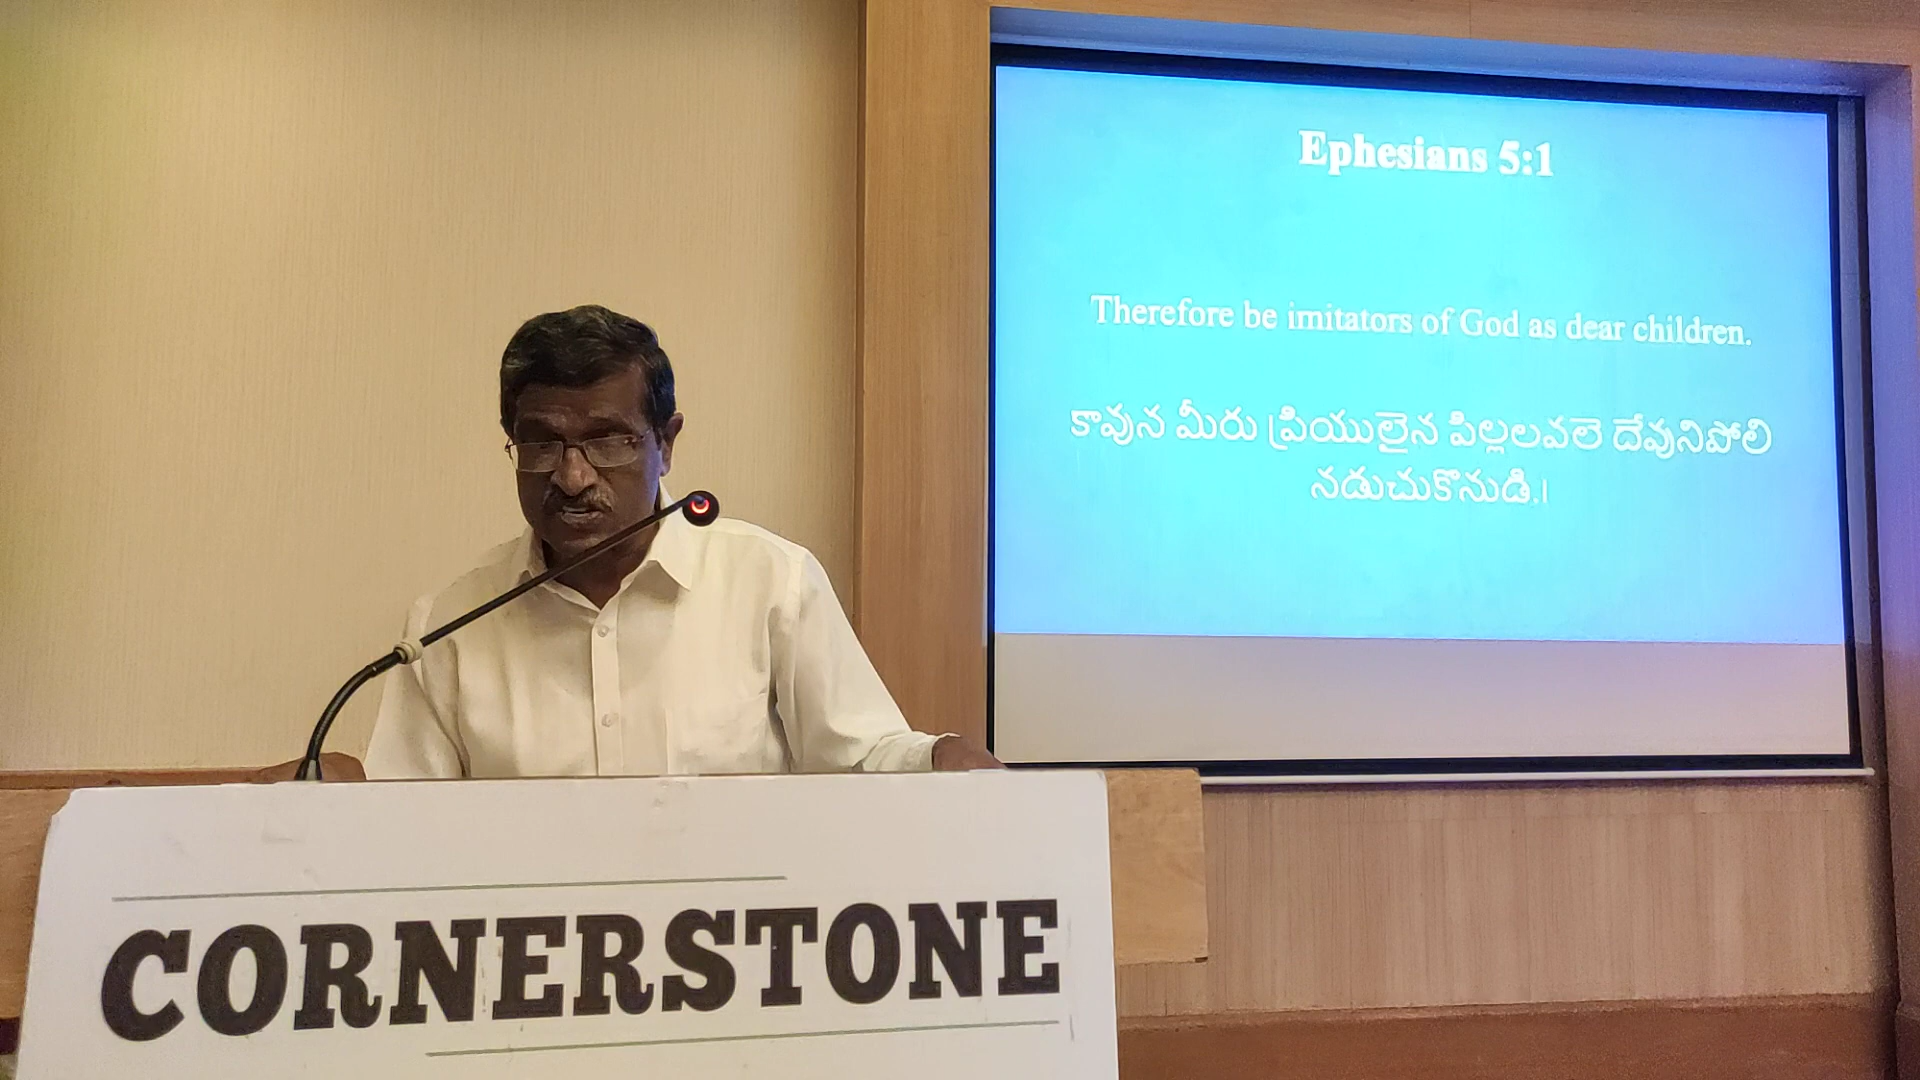 Ephesians 5:1
Therefore be imitators of God as dear children.
కావున మీరు ప్రియులైన పిల్లలవలె దేవునిపోలి
నడుచుకొనుడి.।
CORNERSTONE